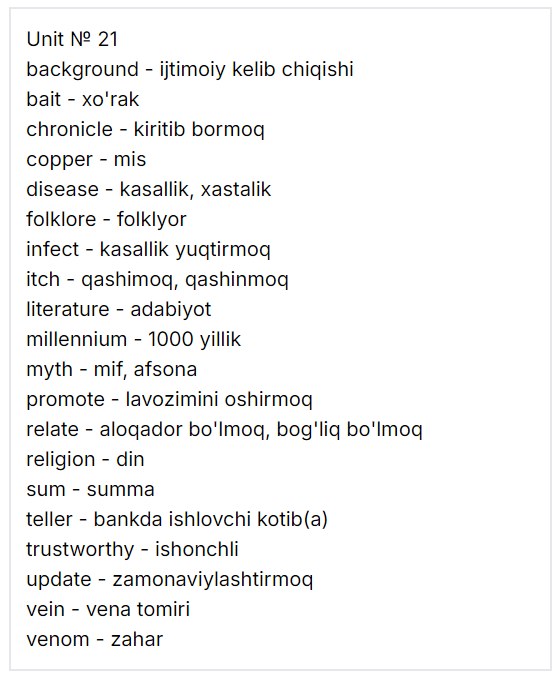 Unit № 21
background - ijtimoiy kelib chiqishi
bait - xo'rak
chronicle - kiritib bormoq
copper - mis
disease - kasallik, xastalik
folklore - folklyor
infect - kasallik yuqtirmoq
itch - qashimoq, qashinmoq
literature - adabiyot
millennium - 1000 yillik
myth - mif, afsona
promote - lavozimini oshirmoq
relate - aloqador bo'lmoq, bog'liq bo'lmoq
religion - din
sum - summa
teller - bankda ishlovchi kotib(a)
trustworthy - ishonchli
update - zamonaviylashtirmoq
vein - vena tomiri
venom - zahar